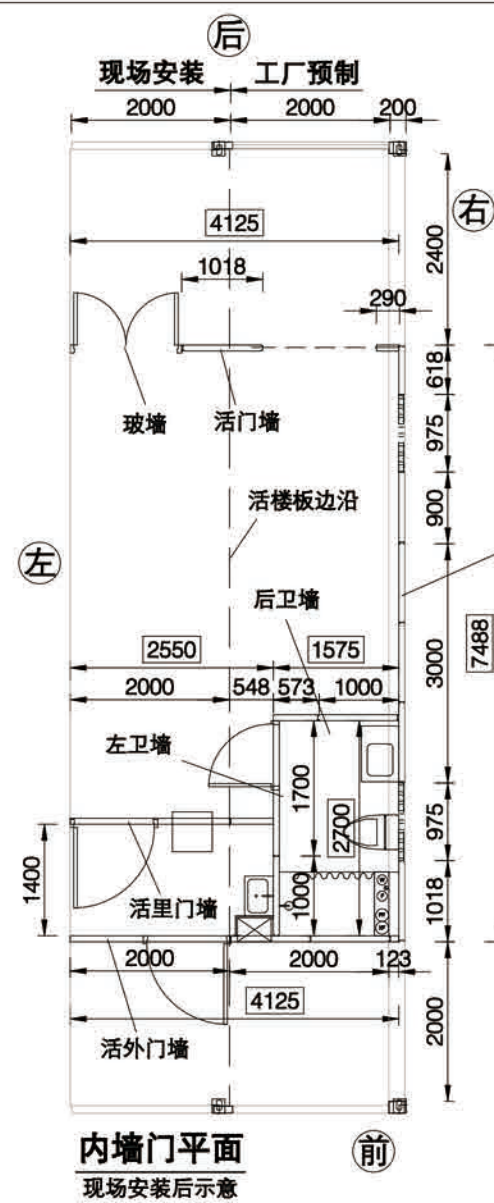 后
现场安装 工厂预制
2000 2000 200
右
4125
2400
1018
290
618
玻墙 活门墙
975
900
活楼板边沿
左
后卫墙
7488
3000
2550 1575
2000 548 573 1000
左卫墙
1700
2700
975
1400
活里门墙
1000
1018
2000 2000 123
4125
2000
活外门墙
内墙门平面
前
现场安装后示意